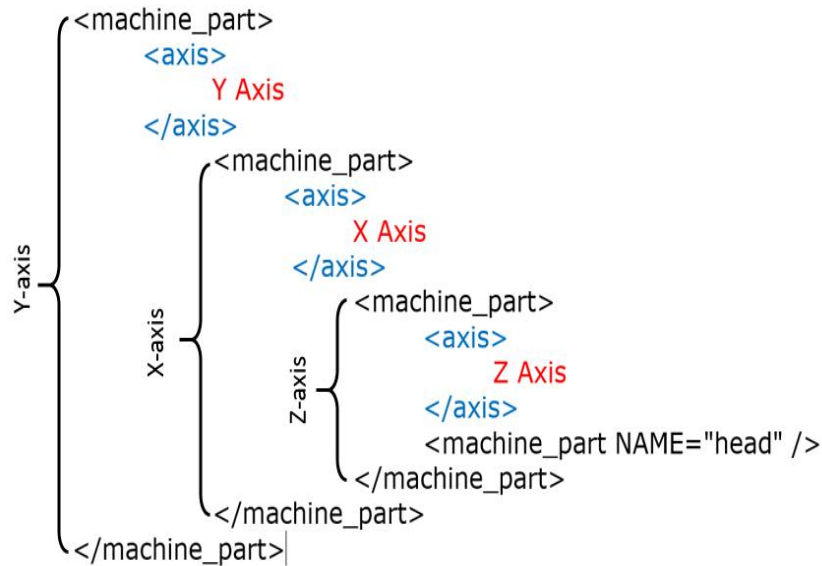 <machine_part>
<axis>
Y Axis
</axis>
<machine_part>
<axis>
X Axis
</axis>
<machine_part>
<axis>
Z Axis
</axis>
<machine_part NAME="head" />
</machine_part>
</machine_part>
</machine_part>
Y-axis
X-axis
Z-axis